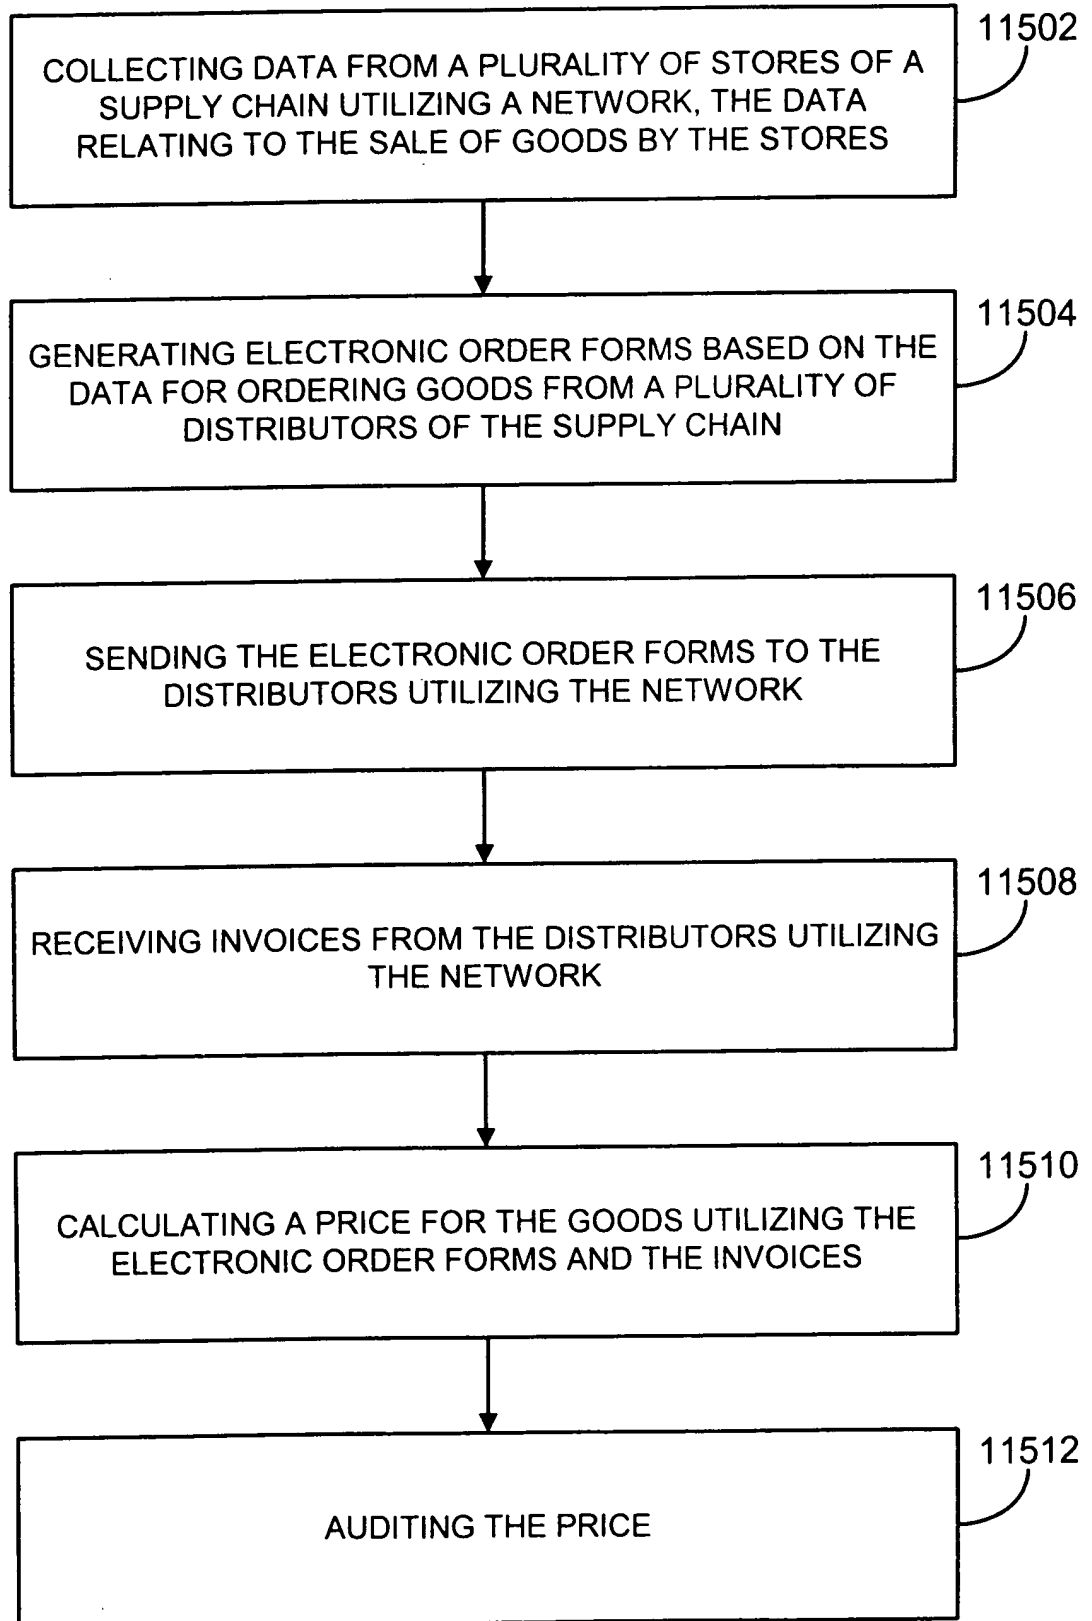 11502
COLLECTING DATA FROM A PLURALITY OF STORES OF A
SUPPLY CHAIN UTILIZING A NETWORK, THE DATA
RELATING TO THE SALE OF GOODS BY THE STORES
11504
GENERATING ELECTRONIC ORDER FORMS BASED ON THE
DATA FOR ORDERING GOODS FROM A PLURALITY OF
DISTRIBUTORS OF THE SUPPLY CHAIN
11506
SENDING THE ELECTRONIC ORDER FORMS TO THE
DISTRIBUTORS UTILIZING THE NETWORK
11508
RECEIVING INVOICES FROM THE DISTRIBUTORS UTILIZING
THE NETWORK
11510
CALCULATING A PRICE FOR THE GOODS UTILIZING THE
ELECTRONIC ORDER FORMS AND THE INVOICES
11512
AUDITING THE PRICE